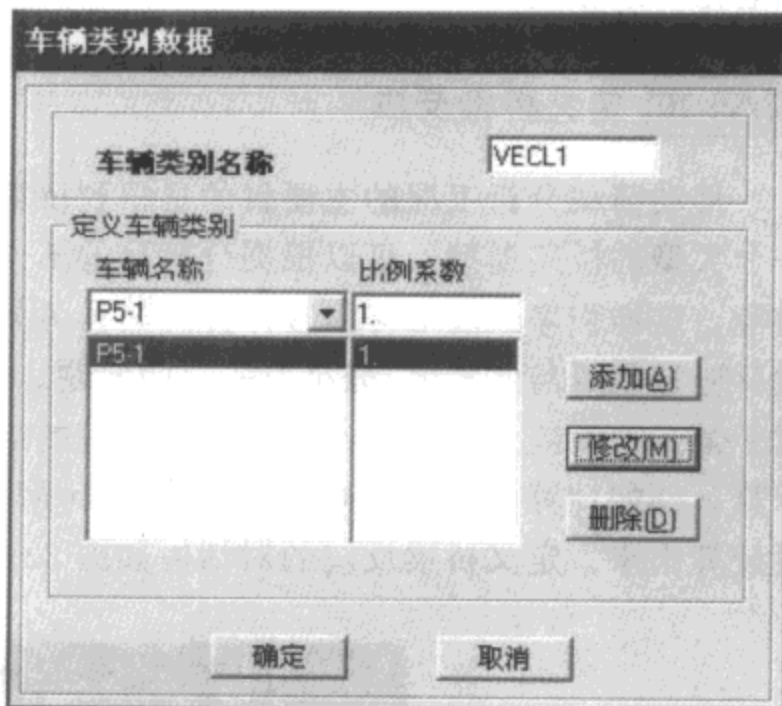 车辆类别数据
车辆类别名称 VECL1
定义车辆类别
车辆名称 比例系数
P5-1 1.
P5-1 1.
添加(A)
修改(M)
删除(D)
确定 取消